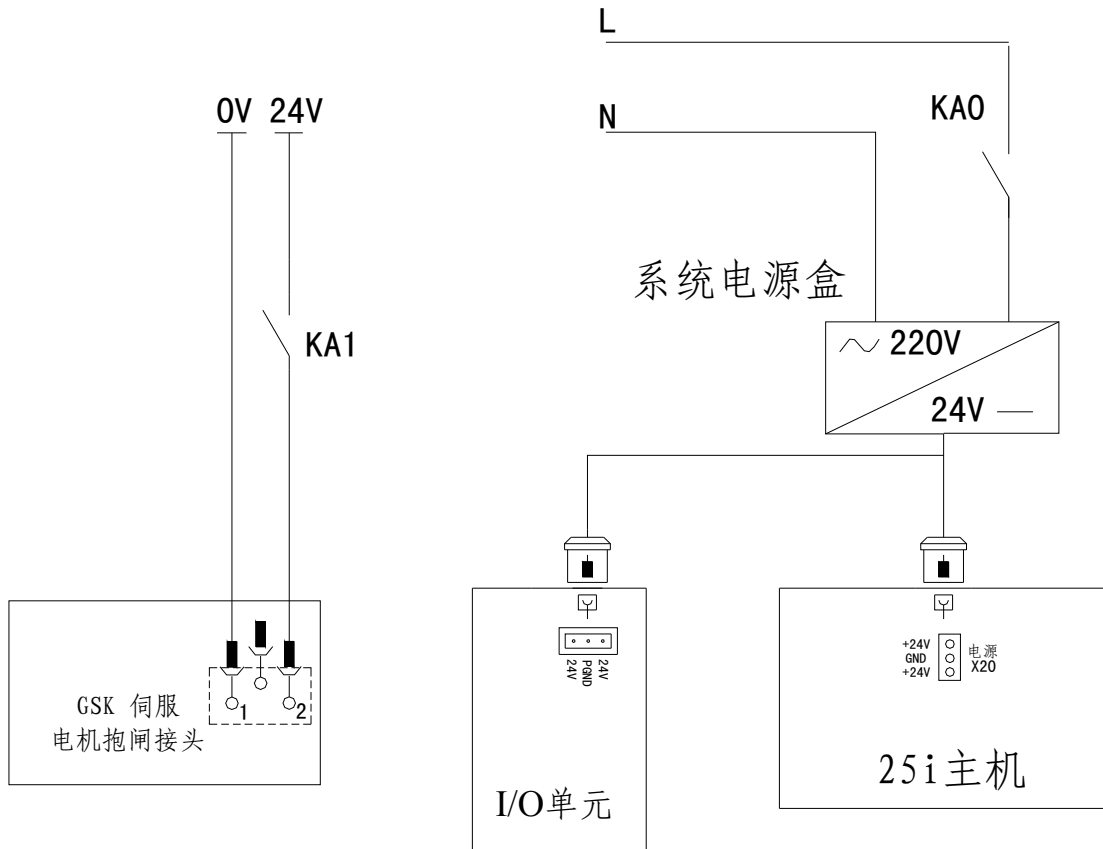 0V 24V
KA1
GSK 伺服
电机抱闸接头
1
2
L
N
KA0
系统电源盒
220V
24V
24V
PGND
24V
I/O单元
+24V
GND
+24V
电源
X20
25i主机